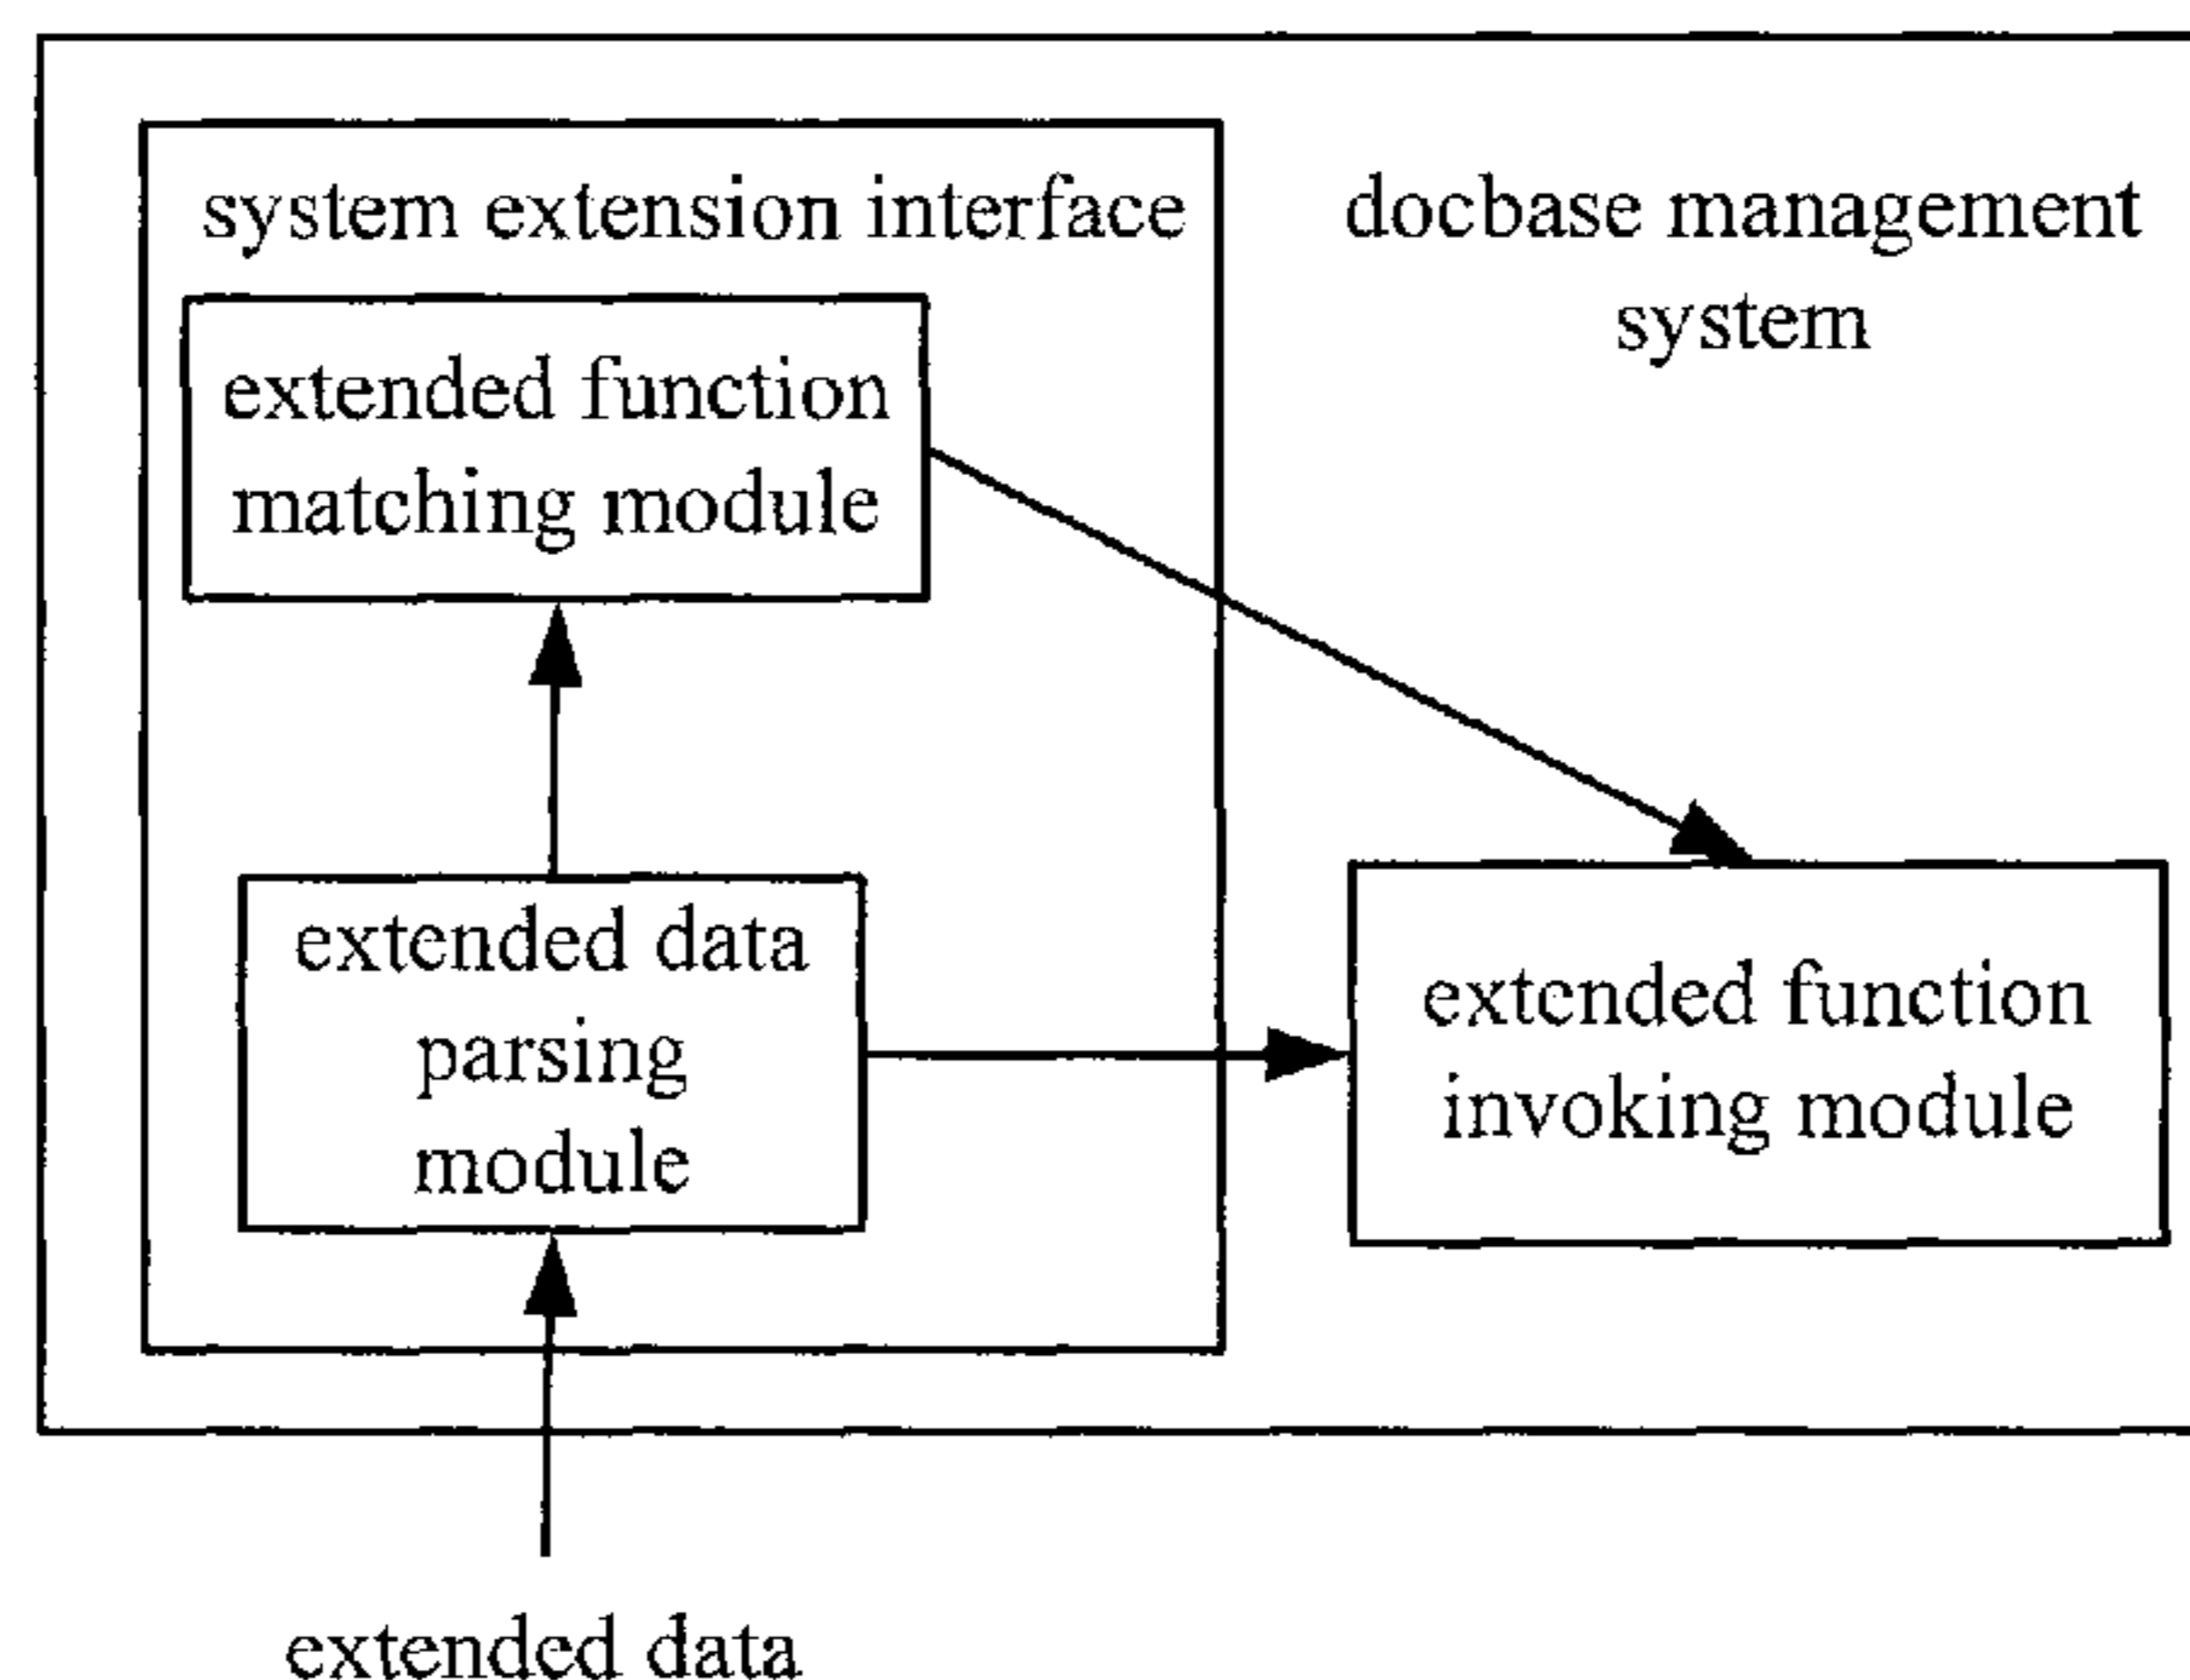 system extension interface
docbase management
system
extended function
matching module
extended data
parsing
module
extended function
invoking module
extended data